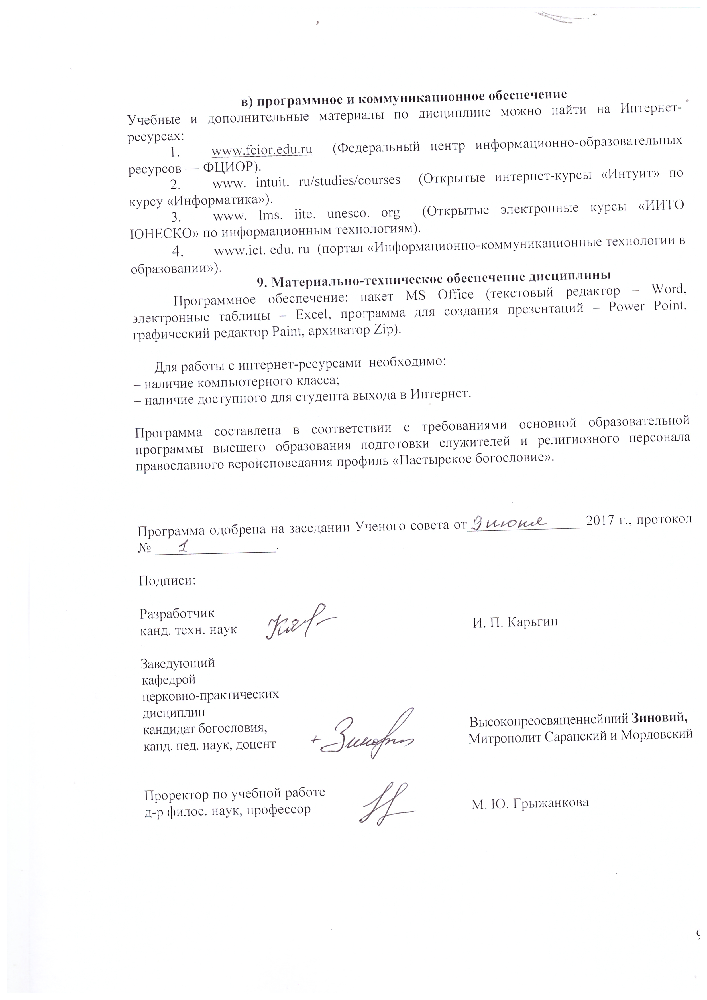 в) программное и коммуникационное обеспечение
Учебные и дополнительные материалы по дисциплине можно найти на Интернет-
ресурсах:
1. www.fcior.edu.ru (Федеральный центр информационно-образовательных
ресурсов — ФЦИОР).
2. www. intuit. ru/studies/courses (Открытые интернет-курсы «Интуит» по
курсу «Информатика»).
3. www. lms. iite. unesco. org (Открытые электронные курсы «ИИТО
ЮНЕСКО» по информационным технологиям).
4. www.ict. edu. ru (портал «Информационно-коммуникационные технологии в
образовании»).
9. Материально-техническое обеспечение дисциплины
Программное обеспечение: пакет MS Office (текстовый редактор – Word,
электронные таблицы – Excel, программа для создания презентаций – Power Point,
графический редактор Paint, архиватор Zip).
Для работы с интернет-ресурсами необходимо:
– наличие компьютерного класса;
– наличие доступного для студента выхода в Интернет.
Программа составлена в соответствии с требованиями основной образовательной
программы высшего образования подготовки служителей и религиозного персонала
православного вероисповедания профиль «Пастырское богословие».
Программа одобрена на заседании Ученого совета от 9 июня 2017 г., протокол
№ 1.
Подписи:
Разработчик
канд. техн. наук И. П. Карьгин
Заведующий
кафедрой
церковно-практических
дисциплин
кандидат богословия, Высокопреосвященнейший Зиновий,
канд. пед. наук, доцент + Зиновий Митрополит Саранский и Мордовский
Проректор по учебной работе
д-р филос. наук, профессор М. Ю. Грыжанкова
9